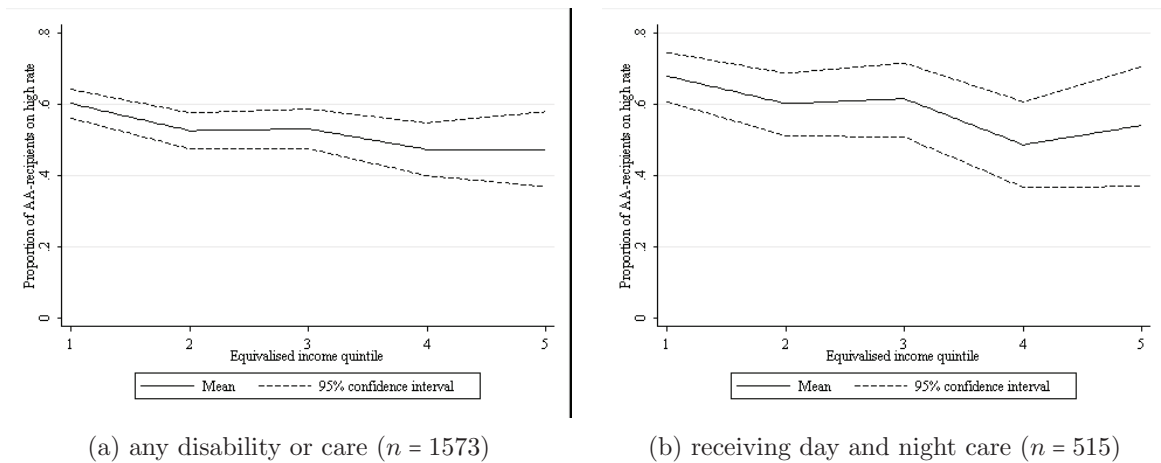 Proportion of AA-recipients on high rate
.8
.6
.4
.2
0
1 2 3 4 5
Equivalised income quintile
Mean 95% confidence interval
(a) any disability or care (n = 1573)
Proportion of AA-recipients on high rate
.8
.6
.4
.2
0
1 2 3 4 5
Equivalised income quintile
Mean 95% confidence interval
(b) receiving day and night care (n = 515)